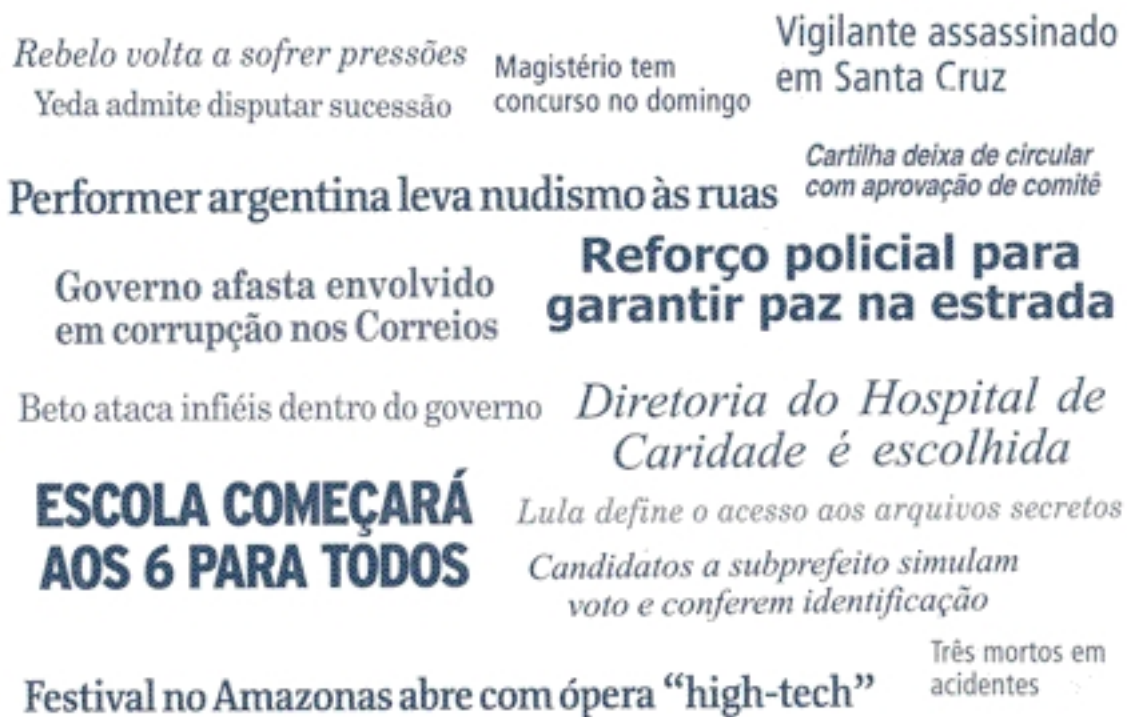 Rebelo volta a sofrer pressões
Yeda admite disputar sucessão
Magistério tem
concurso no domingo
Vigilante assassinado
em Santa Cruz
Performer argentina leva nudismo às ruas
Cartilha deixa de circular
com aprovação de comitê
Governo afasta envolvido
em corrupção nos Correios
Reforço policial para
garantir paz na estrada
Beto ataca infiéis dentro do governo
Diretoria do Hospital de
Caridade é escolhida
ESCOLA COMEÇARÁ
AOS 6 PARA TODOS
Lula define o acesso aos arquivos secretos
Candidatos a subprefeito simulam
voto e conferem identificação
Festival no Amazonas abre com ópera “high-tech”
Três mortos em
acidentes